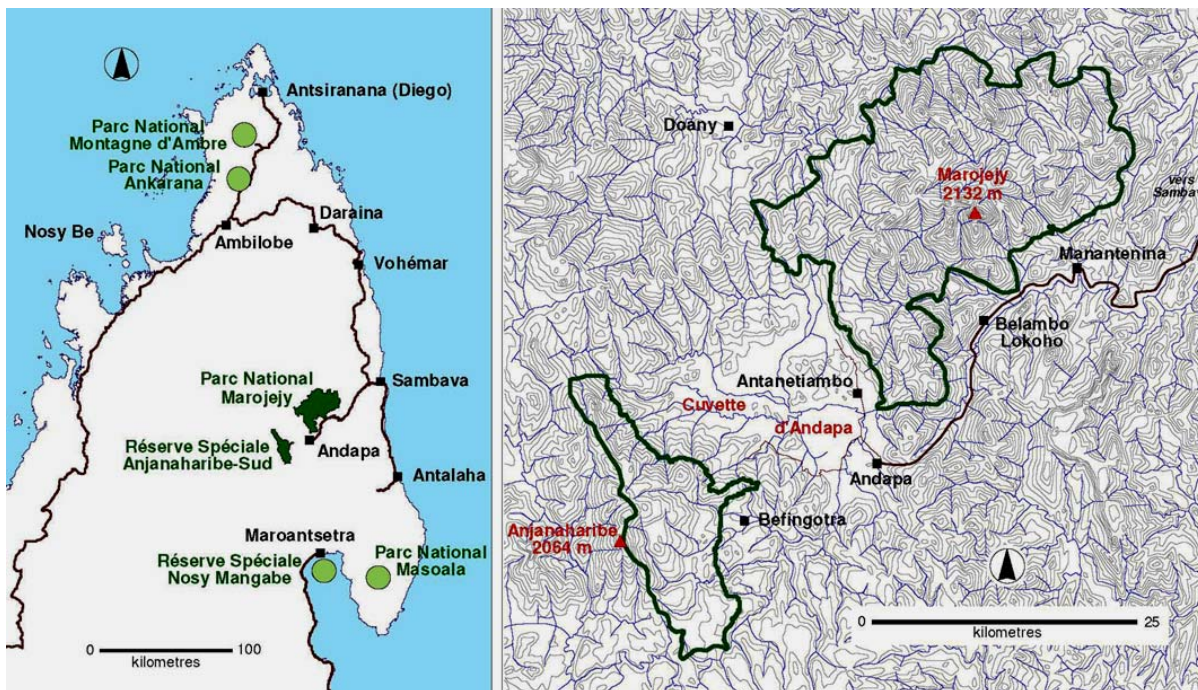 Antsiranana (Diego)
Parc National
Montagne d'Ambre
Parc National
Ankarana
Daraina
Nosy Be
Ambilobe
Vohémar
Parc National
Marojejy
Sambava
Réserve Spéciale
Anjanaharibe-Sud
Andapa
Antalaha
Maroantsetra
Réserve Spéciale
Nosy Mangabe
Parc National
Masoala
0 100
kilometres
Doany
Marojejy
2132 m
vers
Sambav
Manantenina
Belambo
Lokoho
Antanetiambo
Cuvette
d'Andapa
Andapa
Befingotra
Anjanaharibe
2064 m
0 25
kilometres